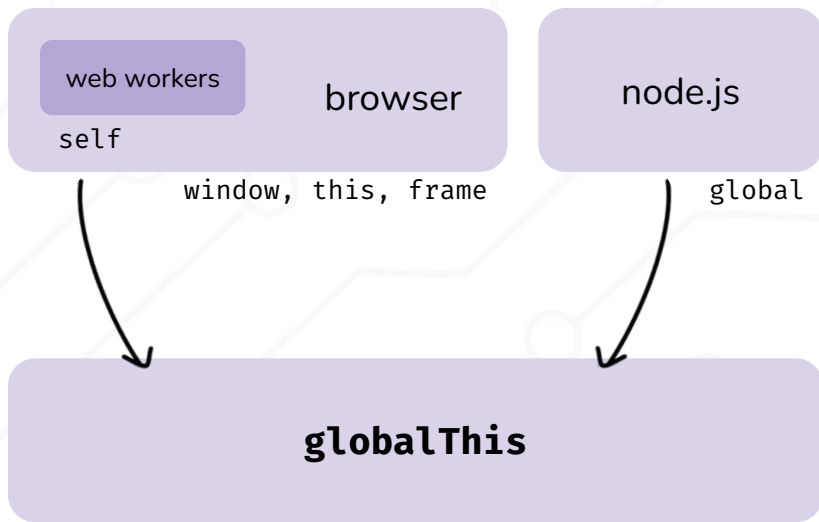 web workers
browser
node.js
self
window, this, frame
global
globalThis